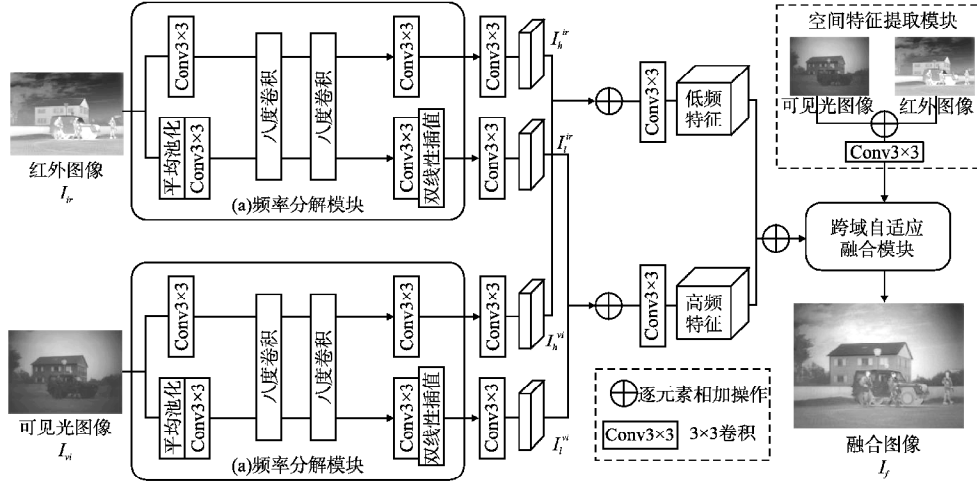 红外图像
I_ir
Conv3×3
平均池化
Conv3×3
八度卷积
八度卷积
Conv3×3
Conv3×3
双线性插值
(a)频率分解模块
Conv3×3
Conv3×3
I_h^ir
I_l^ir
可见光图像
I_vi
Conv3×3
平均池化
Conv3×3
八度卷积
八度卷积
Conv3×3
Conv3×3
双线性插值
(a)频率分解模块
Conv3×3
Conv3×3
I_h^vi
I_l^vi
Conv3×3
低频
特征
Conv3×3
高频
特征
逐元素相加操作
Conv3×3 3×3卷积
空间特征提取模块
可见光图像 红外图像
Conv3×3
跨域自适应
融合模块
融合图像
I_f